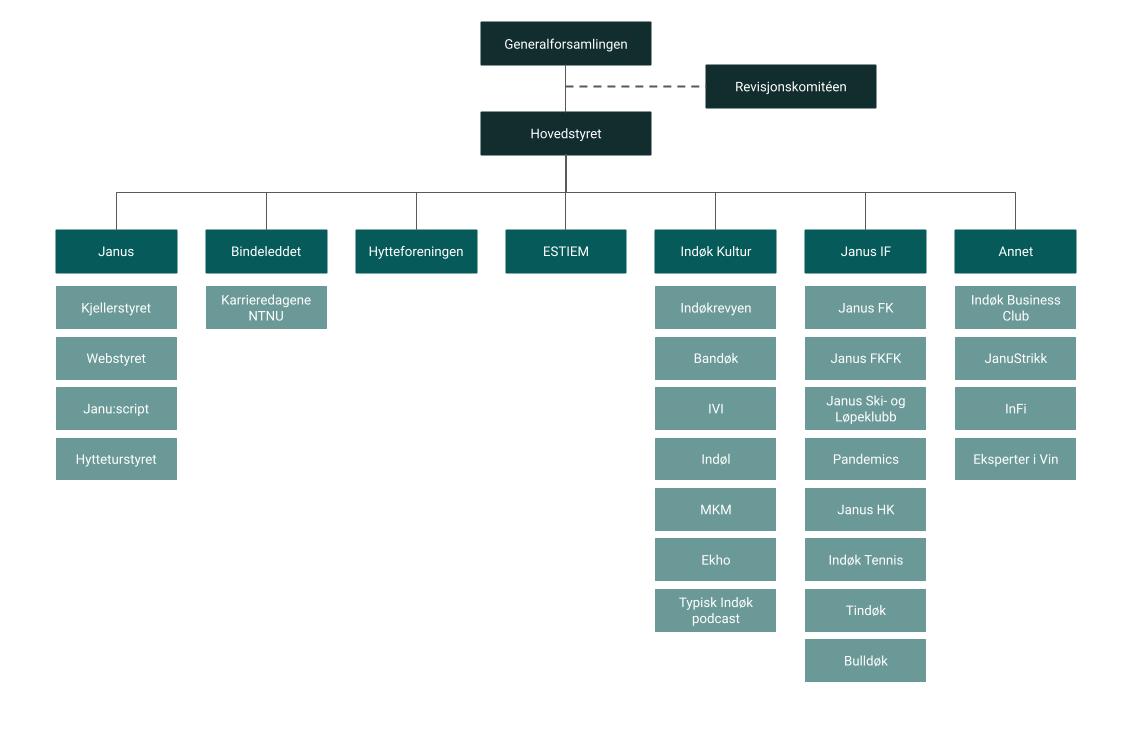 Generalforsamlingen
Revisjonskomitéen
Hovedstyret
Janus
Kjellerstyret
Webstyret
Janu:script
Hytteturstyret
Bindeleddet
Karrieredagene
NTNU
Hytteforeningen
ESTIEM
Indøk Kultur
Indøkrevyen
Bandøk
IVI
Indøl
MKM
Ekho
Typisk Indøk
podcast
Janus IF
Janus FK
Janus FKFK
Janus Ski- og
Løpeklubb
Pandemics
Janus HK
Indøk Tennis
Tindøk
Bulldøk
Annet
Indøk Business
Club
JanuStrikk
InFi
Eksperter i Vin